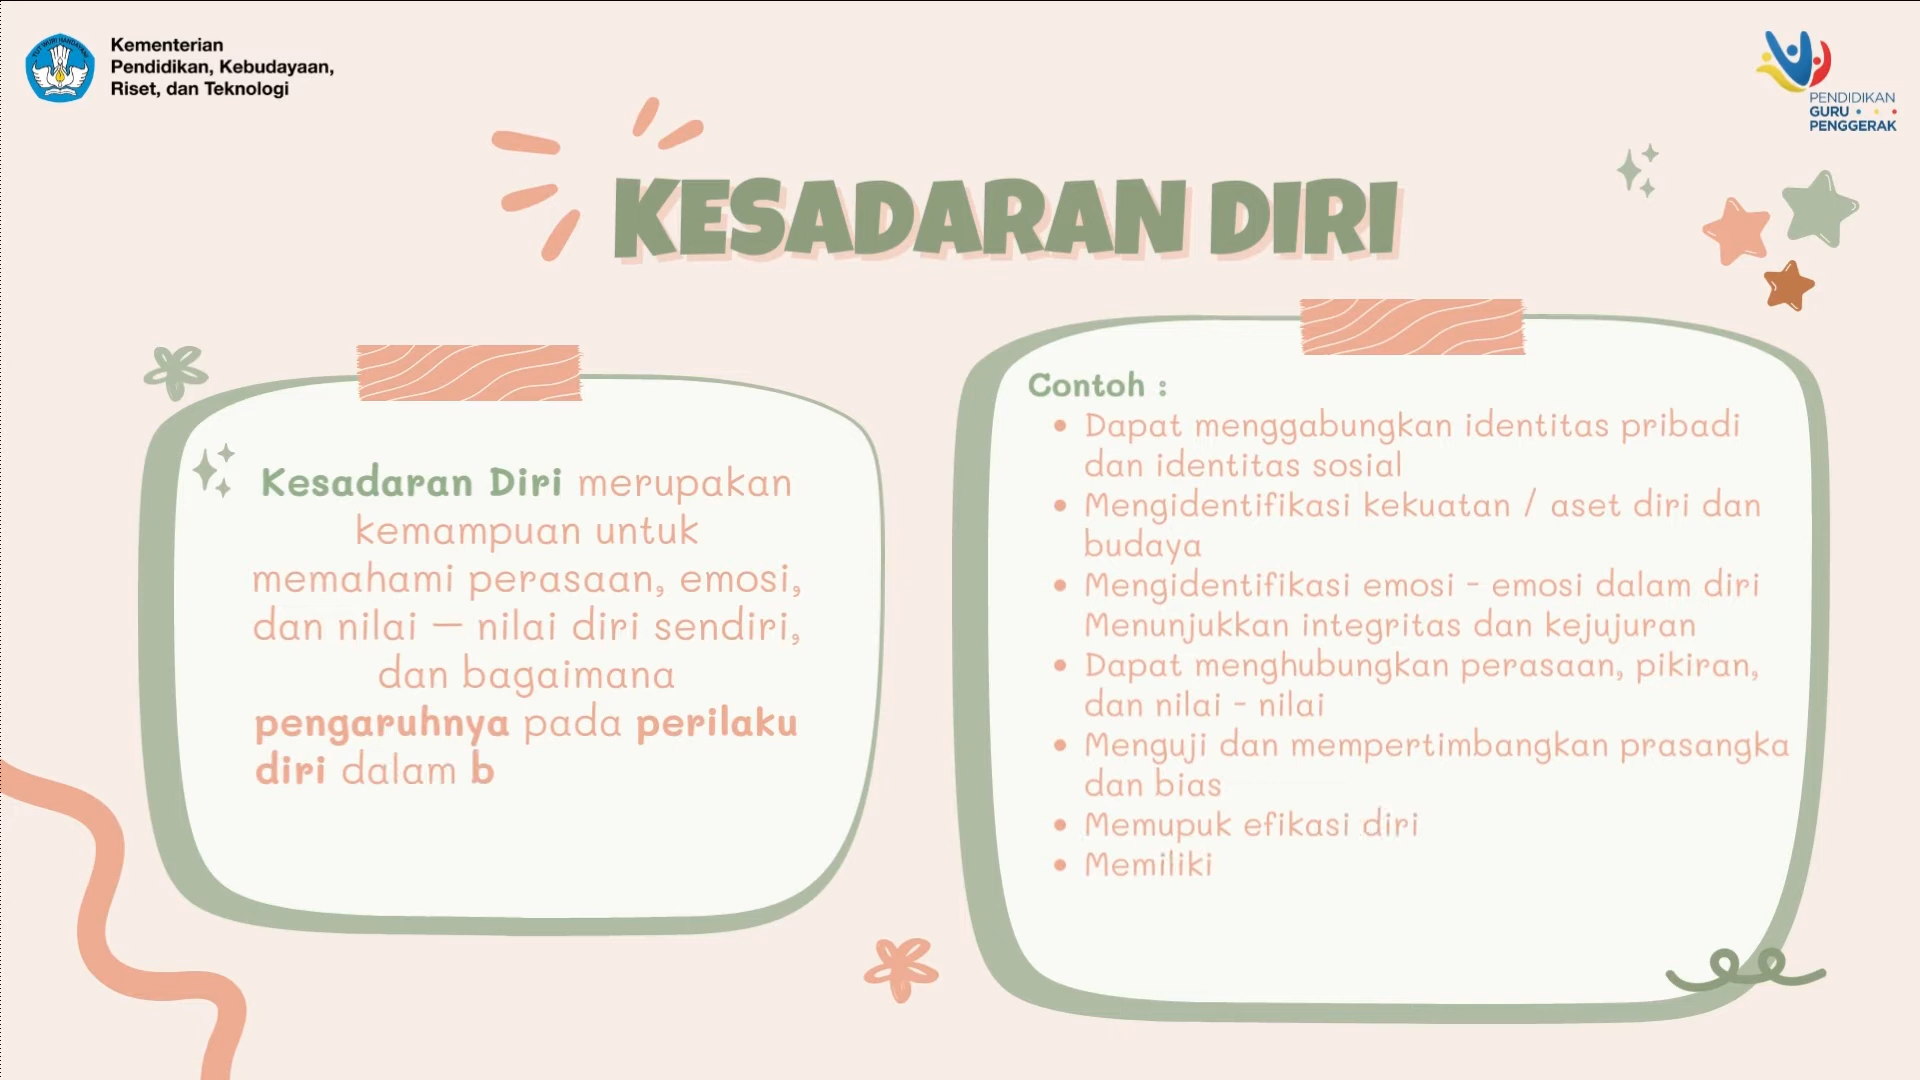 Kementerian
Pendidikan, Kebudayaan,
Riset, dan Teknologi
PENDIDIKAN
GURU
PENGGERAK
KESADARAN DIRI
Kesadaran Diri merupakan
kemampuan untuk
memahami perasaan, emosi,
dan nilai – nilai diri sendiri,
dan bagaimana
pengaruhnya pada perilaku
diri dalam b
Contoh :
• Dapat menggabungkan identitas pribadi
dan identitas sosial
• Mengidentifikasi kekuatan / aset diri dan
budaya
• Mengidentifikasi emosi - emosi dalam diri
Menunjukkan integritas dan kejujuran
• Dapat menghubungkan perasaan, pikiran,
dan nilai - nilai
• Menguji dan mempertimbangkan prasangka
dan bias
• Memupuk efikasi diri
• Memiliki